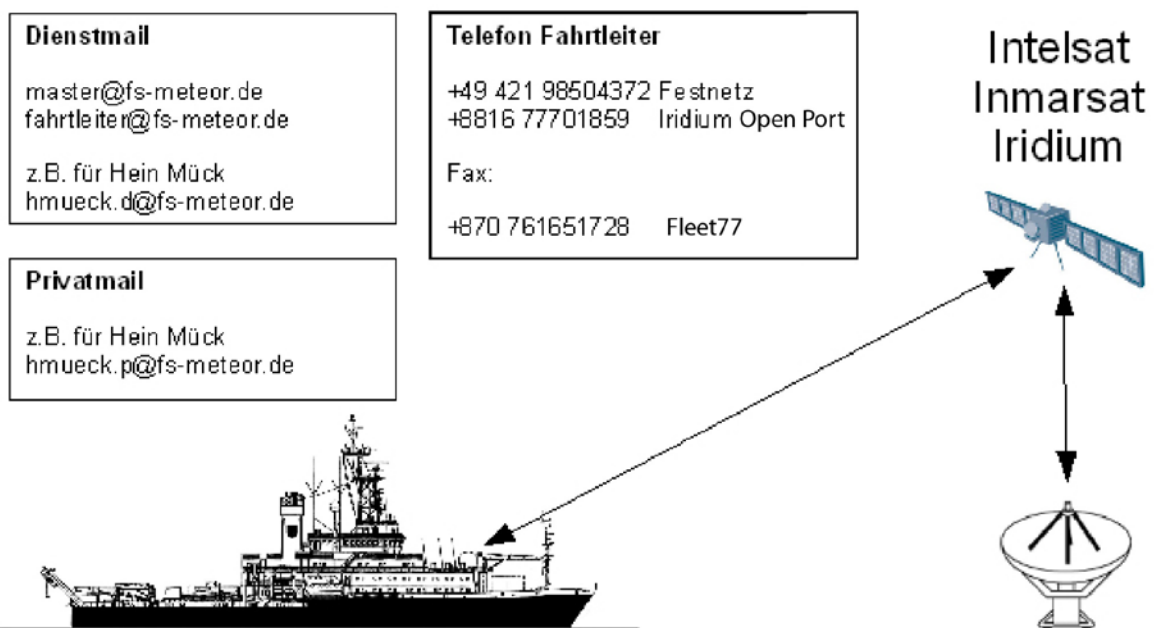 Dienstmail
master@fs-meteor.de
fahrtleiter@fs-meteor.de
z.B. für Hein Mück
hmueck.d@fs-meteor.de
Privatmail
z.B. für Hein Mück
hmueck.p@fs-meteor.de
Telefon Fahrtleiter
+49 421 98504372 Festnetz
+8816 77701859 Iridium Open Port
Fax:
+870 761651728 Fleet77
Intelsat
Inmarsat
Iridium